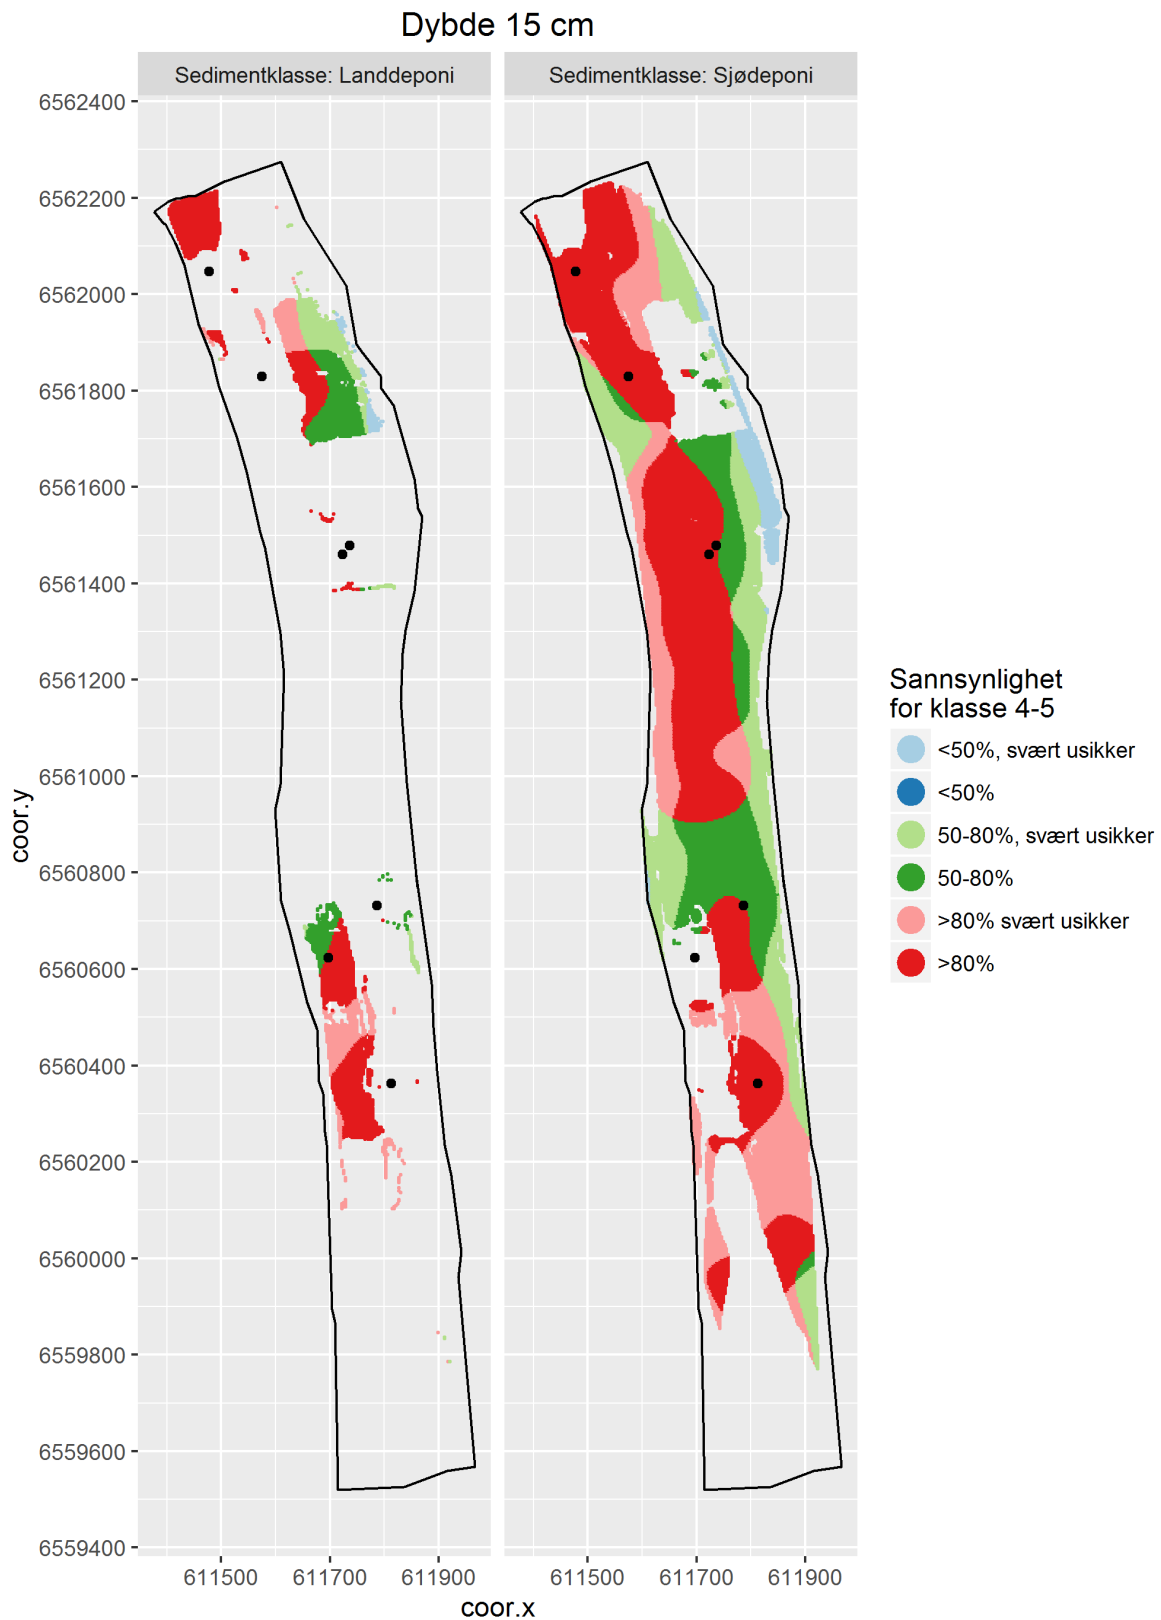 Dybde 15 cm
Sedimentklasse: Landdeponi
Sedimentklasse: Sjødeponi
6562400
6562200
6562000
6561800
6561600
6561400
6561200
6561000
6560800
6560600
6560400
6560200
6560000
6559800
6559600
6559400
coor.y
611500
611700
611900
611500
611700
611900
coor.x
Sannsynlighet
for klasse 4-5
<50%, svært usikker
<50%
50-80%, svært usikker
50-80%
>80% svært usikker
>80%